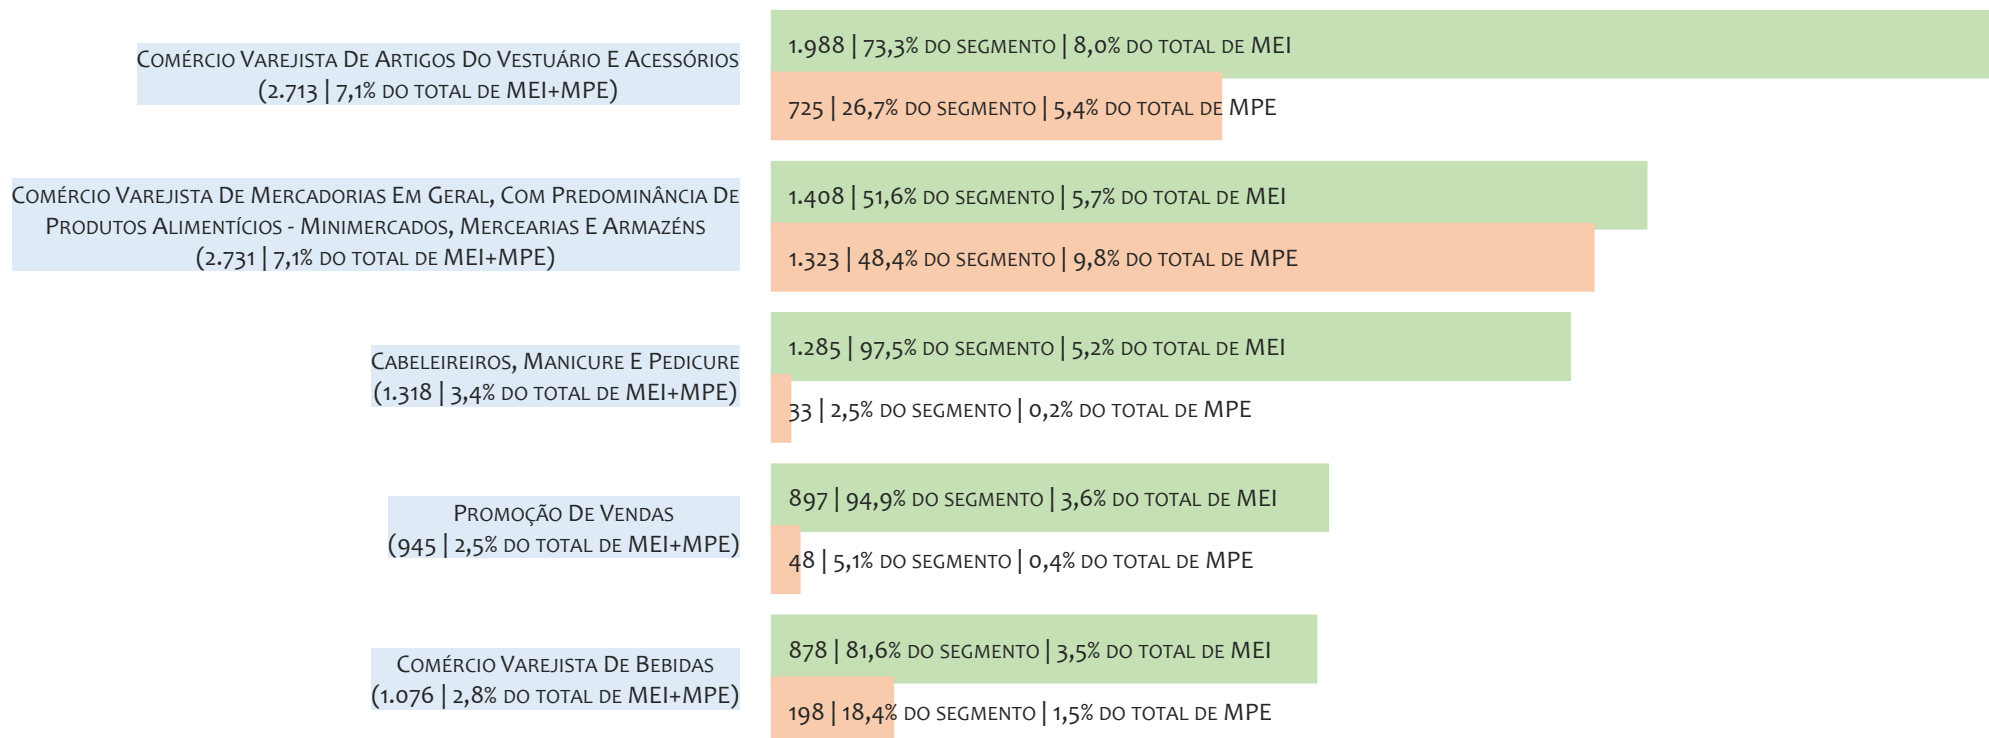 Comércio Varejista De Artigos Do Vestuário E Acessórios
(2.713 | 7,1% do total de MEI+MPE)
1.988 | 73,3% do segmento | 8,0% do total de MEI
725 | 26,7% do segmento | 5,4% do total de MPE
Comércio Varejista De Mercadorias Em Geral, Com Predominância De
Produtos Alimentícios - Minimercados, Mercearias E Armazéns
(2.731 | 7,1% do total de MEI+MPE)
1.408 | 51,6% do segmento | 5,7% do total de MEI
1.323 | 48,4% do segmento | 9,8% do total de MPE
Cabeleireiros, Manicure E Pedicure
(1.318 | 3,4% do total de MEI+MPE)
1.285 | 97,5% do segmento | 5,2% do total de MEI
33 | 2,5% do segmento | 0,2% do total de MPE
Promoção De Vendas
(945 | 2,5% do total de MEI+MPE)
897 | 94,9% do segmento | 3,6% do total de MEI
48 | 5,1% do segmento | 0,4% do total de MPE
Comércio Varejista De Bebidas
(1.076 | 2,8% do total de MEI+MPE)
878 | 81,6% do segmento | 3,5% do total de MEI
198 | 18,4% do segmento | 1,5% do total de MPE